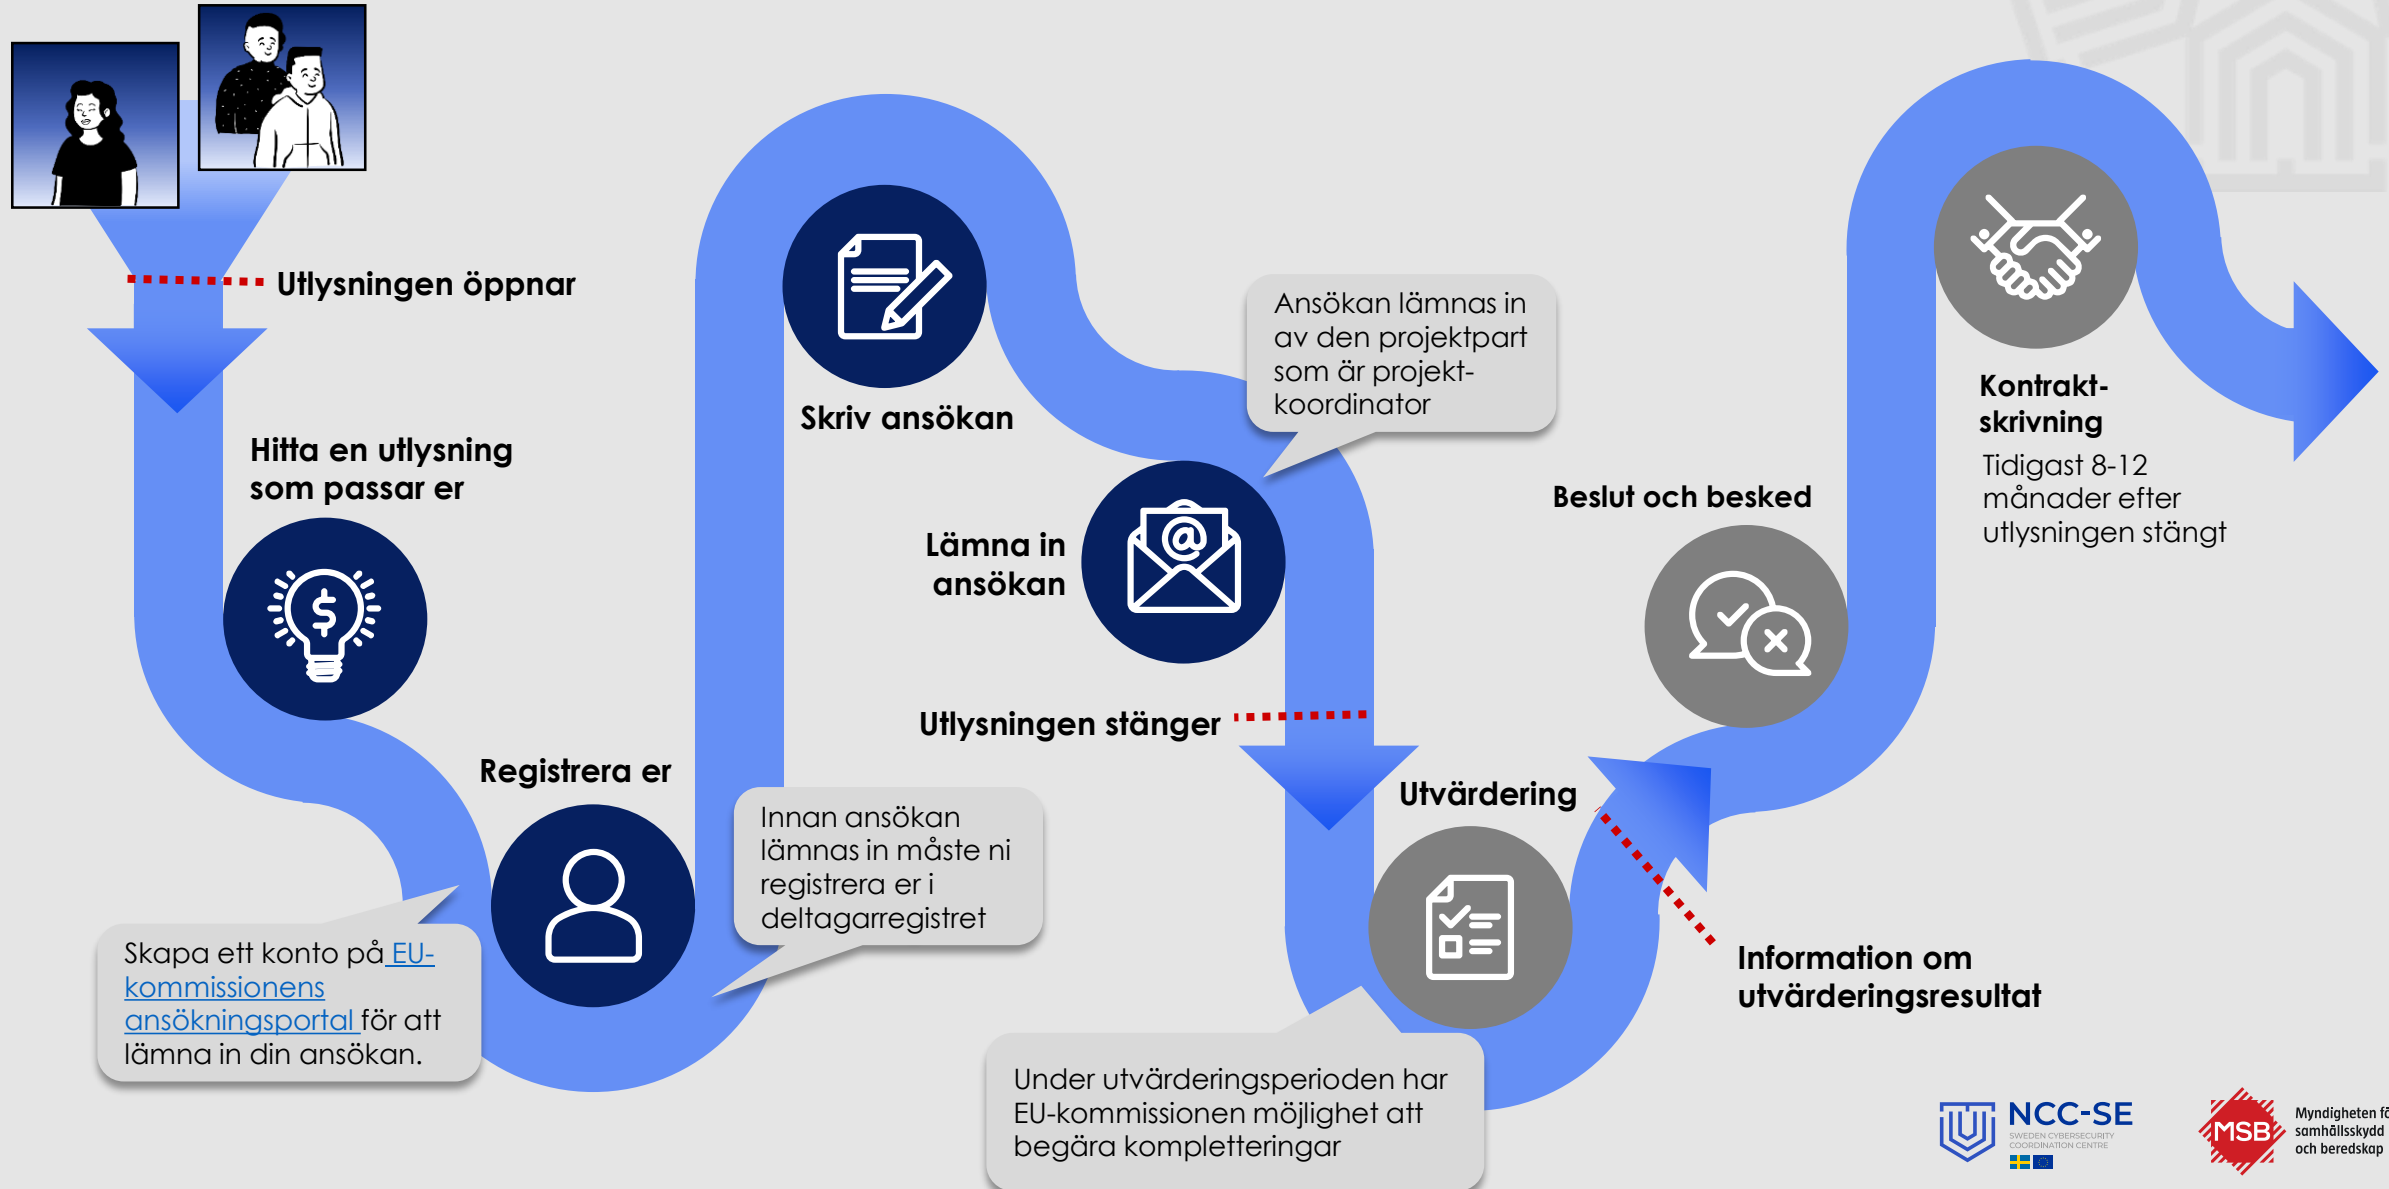 Utlysningen öppnar
Hitta en utlysning
som passar er
$
Skapa ett konto på EU-
kommissionens
ansökningsportal för att
lämna in din ansökan.
Registrera er
Innan ansökan
lämnas in måste ni
registrera er i
deltagarregistret
Skriv ansökan
Ansökan lämnas in
av den projektpart
som är projekt-
koordinator
Lämna in
ansökan
@
Utlysningen stänger
Utvärdering
Under utvärderingsperioden har
EU-kommissionen möjlighet att
begära kompletteringar
Information om
utvärderingsresultat
Beslut och besked
Kontrakt-
skrivning
Tidigast 8-12
månader efter
utlysningen stängt
NCC-SE
SWEDEN CYBERSECURITY
COORDINATION CENTRE
MSB
Myndigheten fö
samhällsskydd
och beredskap